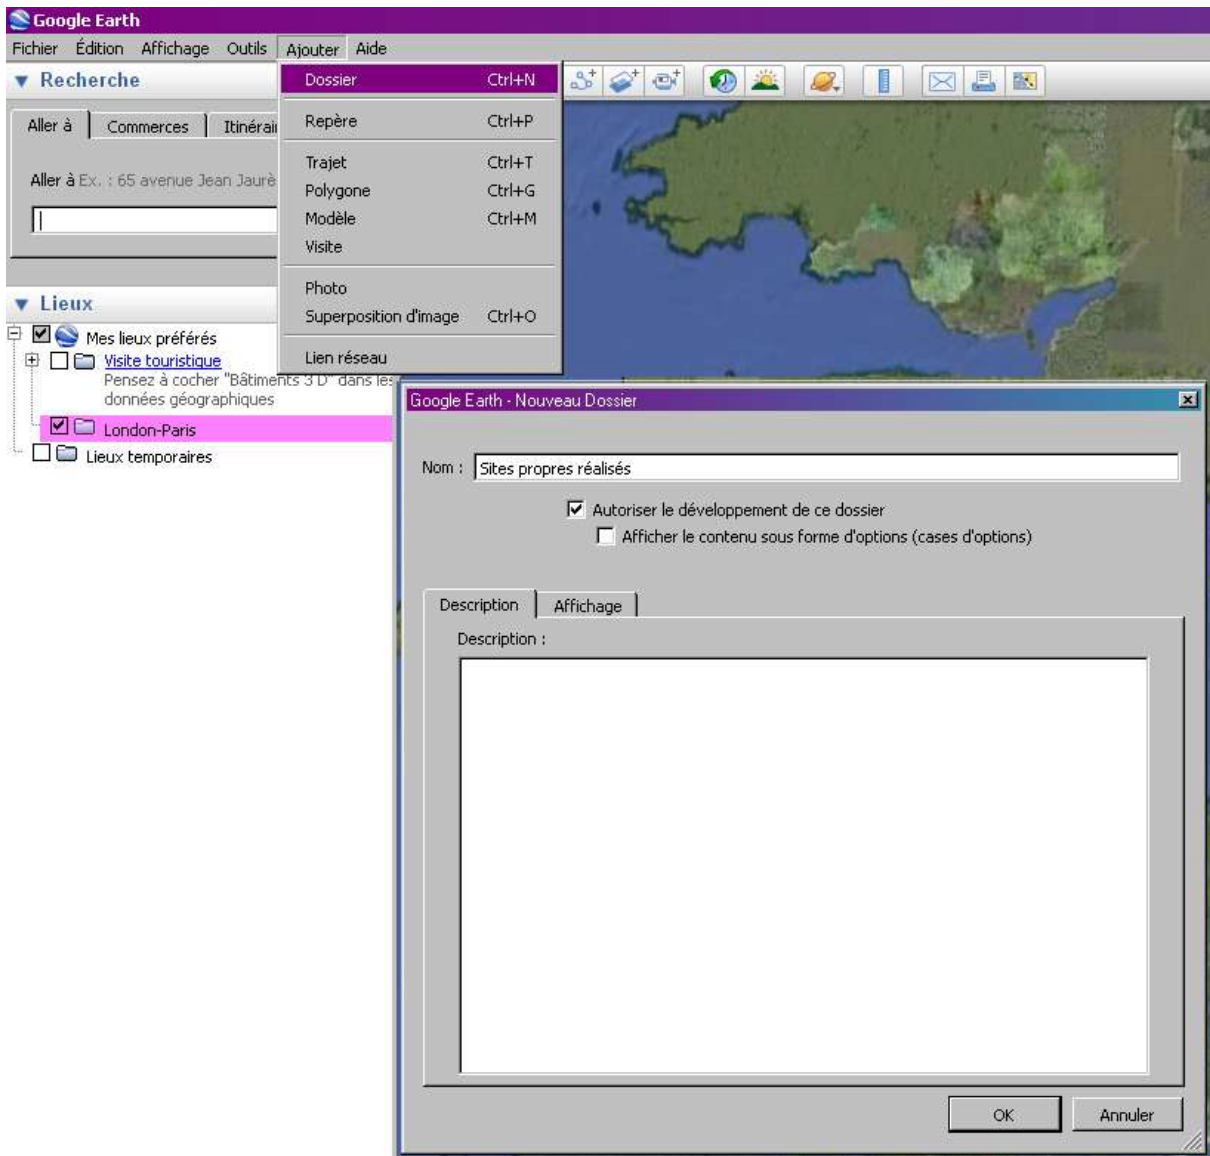 Google Earth
Fichier Édition Affichage Outils Ajouter Aide
Recherche
Aller à Commerces Itinérai
Aller à Ex. : 65 avenue Jean Jaurè
Dossier Ctrl+N
Repère Ctrl+P
Trajet Ctrl+T
Polygone Ctrl+G
Modèle Ctrl+M
Visite
Photo
Superposition d'image Ctrl+O
Lien réseau
Lieux
Mes lieux préférés
Visite touristique
Pensez à cocher "Bâtiments 3 D" dans les
données géographiques
London-Paris
Lieux temporaires
Google Earth - Nouveau Dossier
Nom : Sites propres réalisés
Autoriser le développement de ce dossier
Afficher le contenu sous forme d'options (cases d'options)
Description Affichage
Description :
OK Annuler